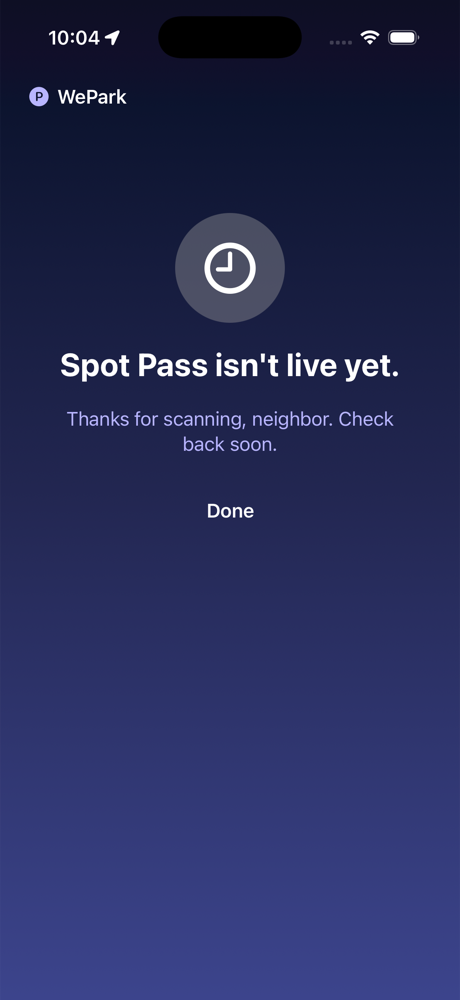 10:04
P WePark
Spot Pass isn't live yet.
Thanks for scanning, neighbor. Check
back soon.
Done